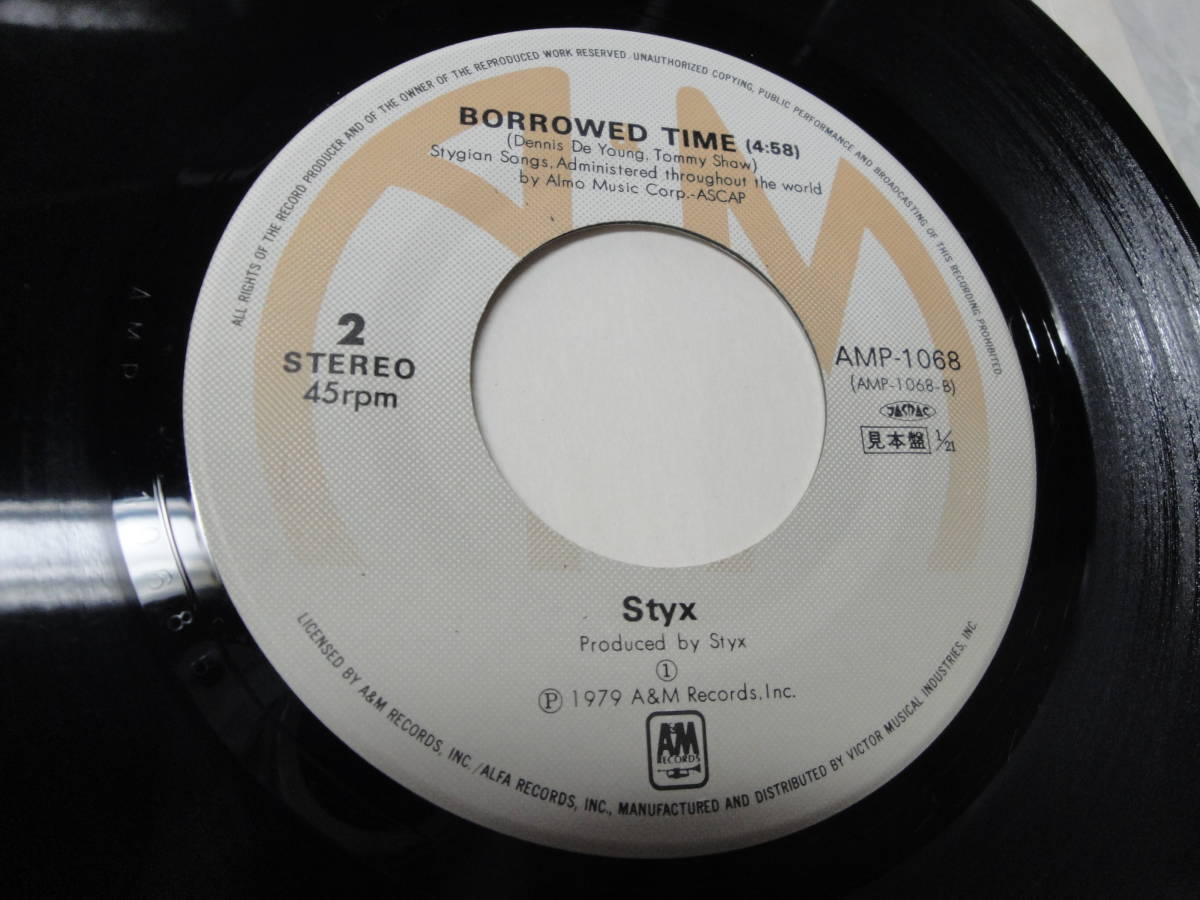 ALL RIGHTS OF THE RECORD PRODUCER AND OF THE OWNER OF THE REPRODUCED WORK RESERVED. UNAUTHORIZED COPYING, PUBLIC PERFORMANCE AND BROADCASTING OF THIS RECORDING PROHIBITED.
BORROWED TIME (4:58)
(Dennis De Young, Tommy Shaw)
Stygian Songs, Administered throughout the world
by Almo Music Corp.-ASCAP
2
STEREO
45rpm
AMP-1068
(AMP-1068-B)
JASRAC
見本盤 1/21
Styx
Produced by Styx
①
Ⓟ 1979 A&M Records, Inc.
A&M
RECORDS
LICENSED BY A&M RECORDS, INC./ALFA RECORDS, INC., MANUFACTURED AND DISTRIBUTED BY VICTOR MUSICAL INDUSTRIES, INC.
A M P
1068